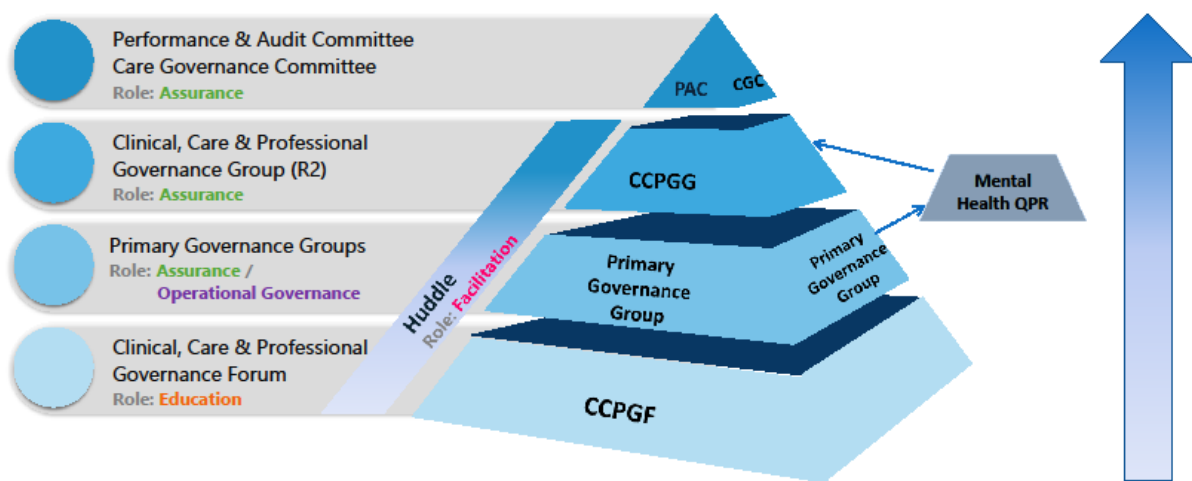 Performance & Audit Committee
Care Governance Committee
Role: Assurance
Clinical, Care & Professional
Governance Group (R2)
Role: Assurance
Primary Governance Groups
Role: Assurance /
Operational Governance
Clinical, Care & Professional
Governance Forum
Role: Education
Huddle
Role: Facilitation
PAC
CGC
CCPGG
Primary
Governance
Group
Primary
Governance
Group
CCPGF
Mental
Health QPR